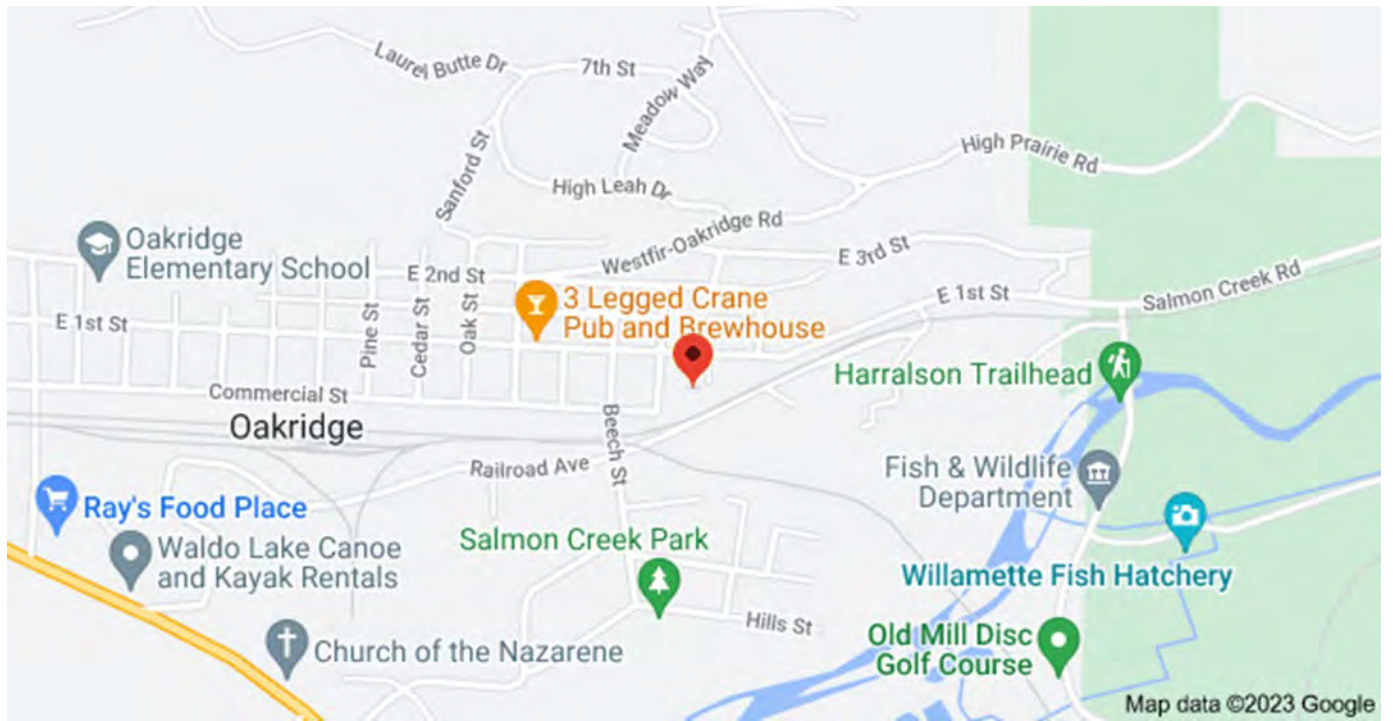 Laurel Butte Dr
7th St
Meadow Way
Sanford St
High Prairie Rd
High Leah Dr
Oakridge
Elementary School
Westfir-Oakridge Rd
E 3rd St
E 2nd St
Salmon Creek Rd
E 1st St
3 Legged Crane
Pub and Brewhouse
E 1st St
Pine St
Cedar St
Oak St
Harralson Trailhead
Commercial St
Oakridge
Beech St
Railroad Ave
Fish & Wildlife
Department
Ray's Food Place
Salmon Creek Park
Waldo Lake Canoe
and Kayak Rentals
Willamette Fish Hatchery
Hills St
Old Mill Disc
Golf Course
Church of the Nazarene
Map data ©2023 Google